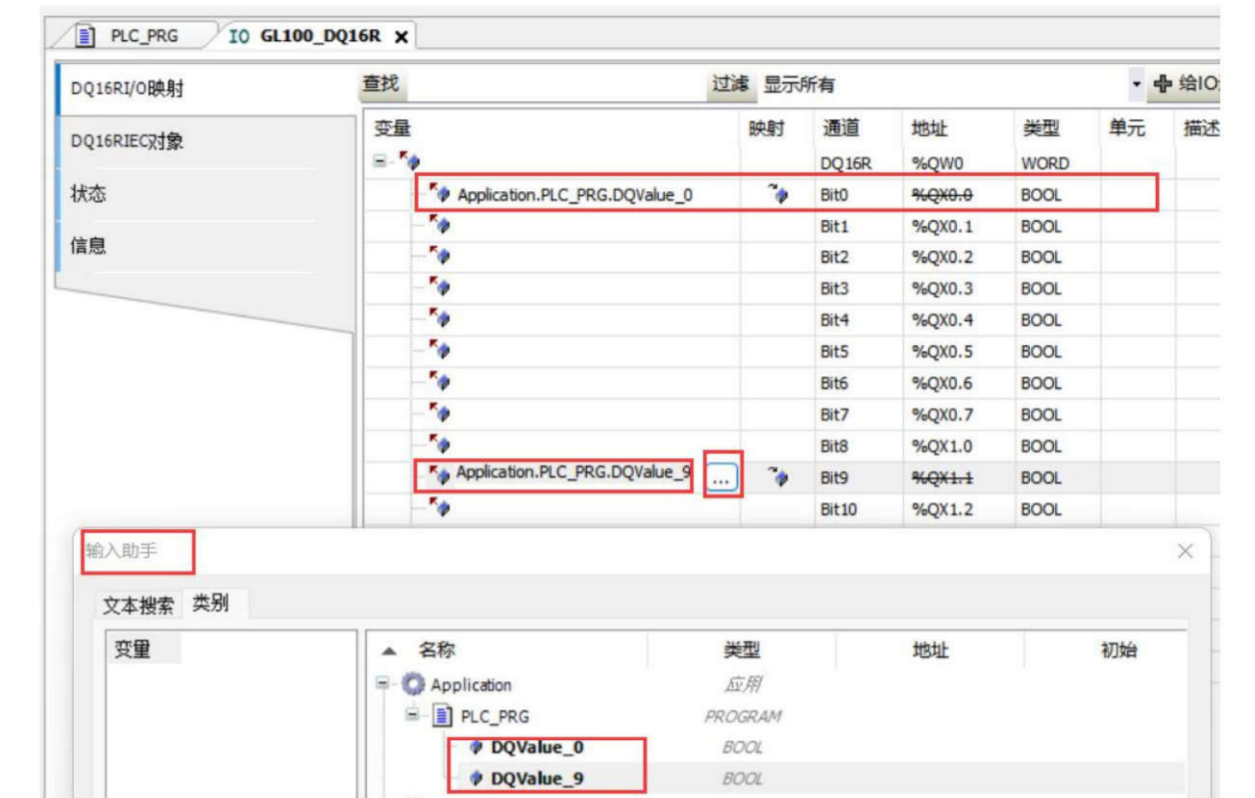 PLC_PRG IO GL100_DQ16R X
DQ16RI/O映射 查找 过滤 显示所有 给IO
变量 映射 通道 地址 类型 单元 描述
DQ16RIEC对象 DQ16R %QW0 WORD
状态 Application.PLC_PRG.DQValue_0 Bit0 %QX0.0 BOOL
Bit1 %QX0.1 BOOL
信息 Bit2 %QX0.2 BOOL
Bit3 %QX0.3 BOOL
Bit4 %QX0.4 BOOL
Bit5 %QX0.5 BOOL
Bit6 %QX0.6 BOOL
Bit7 %QX0.7 BOOL
Bit8 %QX1.0 BOOL
Application.PLC_PRG.DQValue_9 ... Bit9 %QX1.1 BOOL
Bit10 %QX1.2 BOOL
输入助手
文本搜索 类别
变量 名称 类型 地址 初始
Application 应用
PLC_PRG PROGRAM
DQValue_0 BOOL
DQValue_9 BOOL